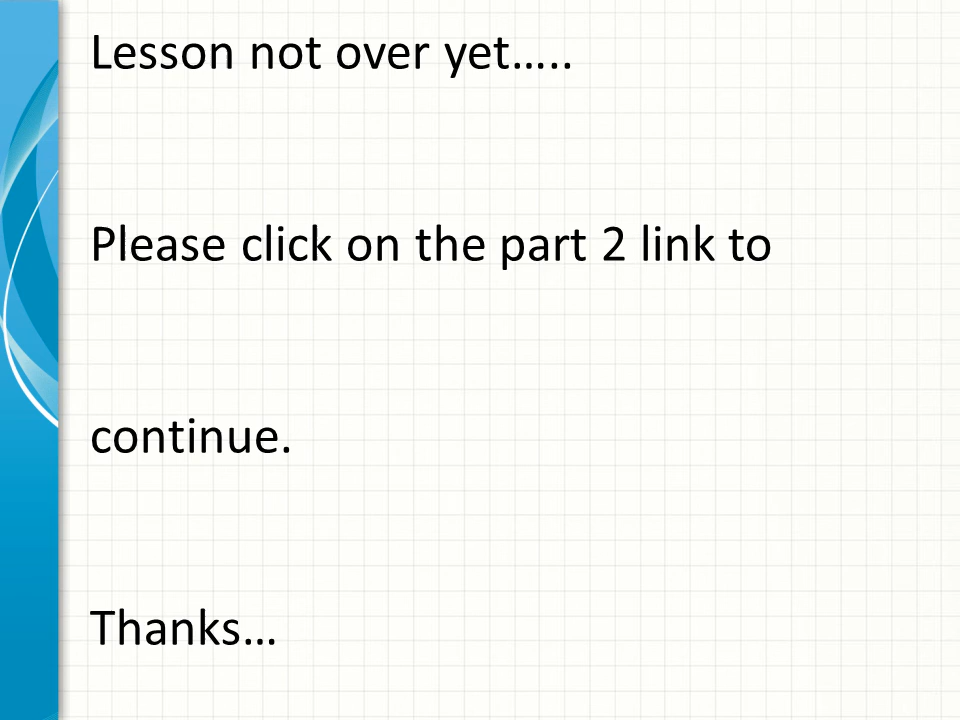 Lesson not over yet…..
Please click on the part 2 link to
continue.
Thanks…